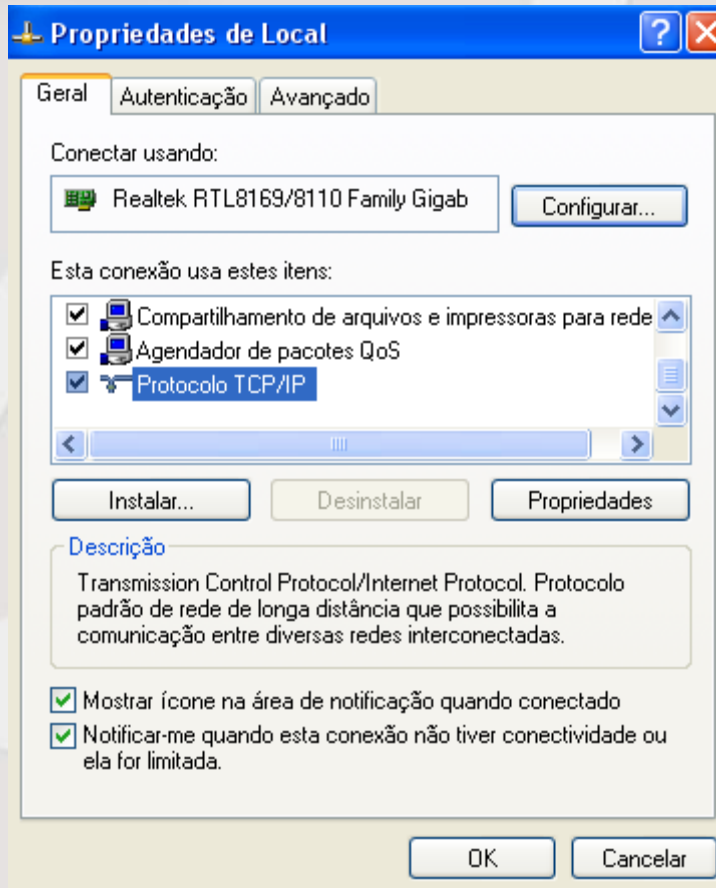 Propriedades de Local
Geral
Autenticação
Avançado
Conectar usando:
Realtek RTL8169/8110 Family Gigab
Configurar...
Esta conexão usa estes itens:
Compartilhamento de arquivos e impressoras para rede
Agendador de pacotes QoS
Protocolo TCP/IP
Instalar...
Desinstalar
Propriedades
Descrição
Transmission Control Protocol/Internet Protocol. Protocolo
padrão de rede de longa distância que possibilita a
comunicação entre diversas redes interconectadas.
Mostrar ícone na área de notificação quando conectado
Notificar-me quando esta conexão não tiver conectividade ou
ela for limitada.
OK
Cancelar